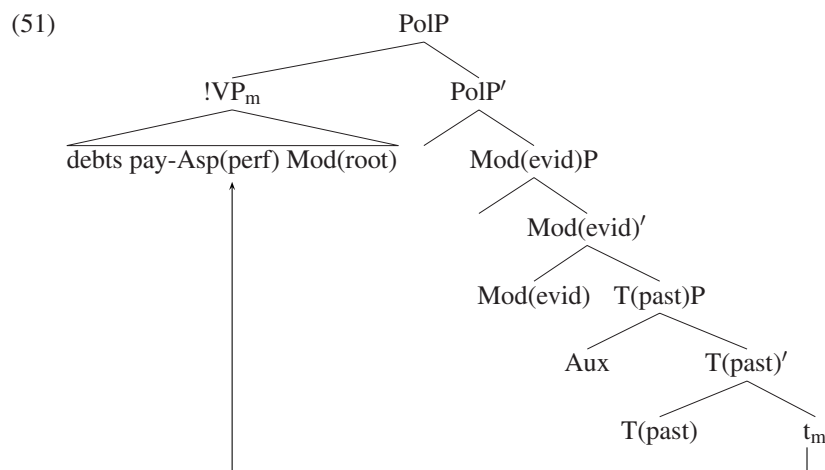 (51) PolP
!VPm PolP′
debts pay-Asp(perf) Mod(root) Mod(evid)P
Mod(evid)′
Mod(evid) T(past)P
Aux T(past)′
T(past) tm